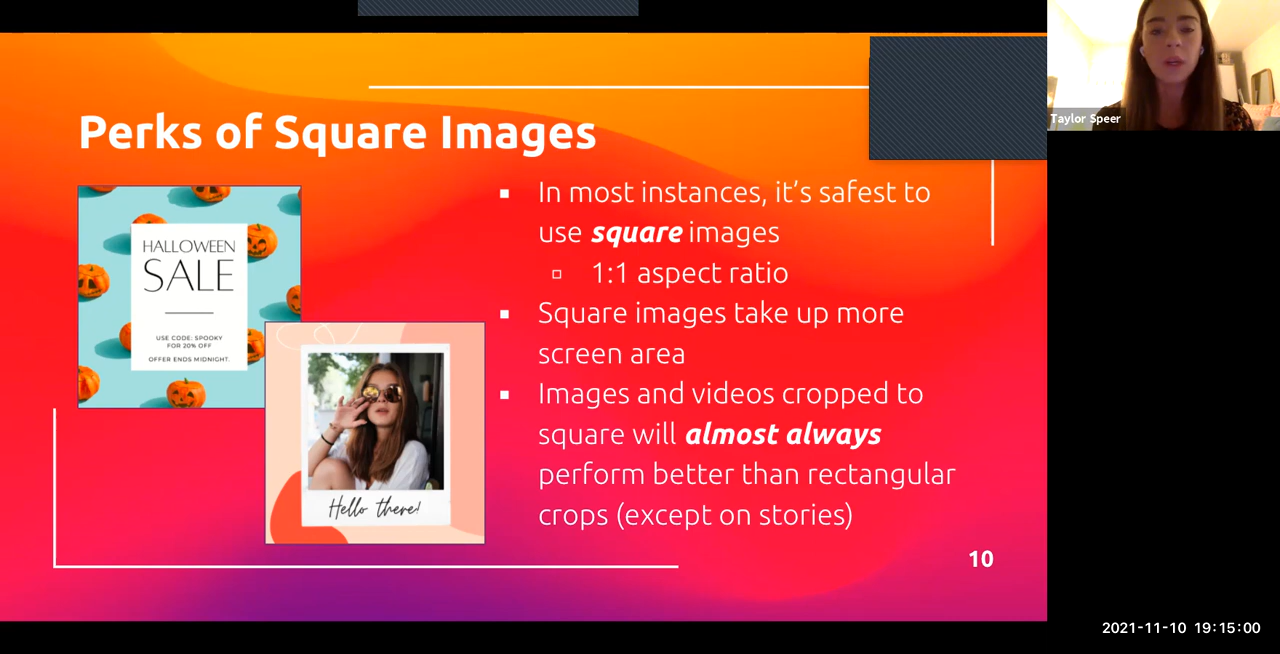 Perks of Square Images
HALLOWEEN
SALE
USE CODE: SPOOKY
FOR 20% OFF
OFFER ENDS MIDNIGHT.
Hello there!
In most instances, it’s safest to
use square images
1:1 aspect ratio
Square images take up more
screen area
Images and videos cropped to
square will almost always
perform better than rectangular
crops (except on stories)
10
Taylor Speer
2021-11-10 19:15:00